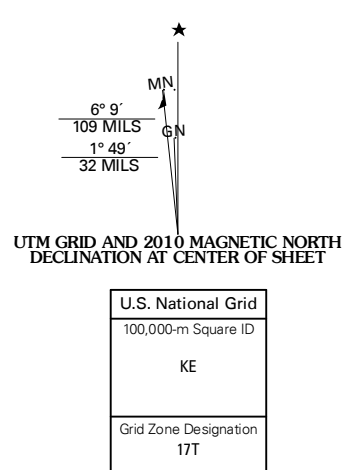 ★
MN
6° 9´
109 MILS
GN
1° 49´
32 MILS
UTM GRID AND 2010 MAGNETIC NORTH
DECLINATION AT CENTER OF SHEET
U.S. National Grid
100,000-m Square ID
KE
Grid Zone Designation
17T